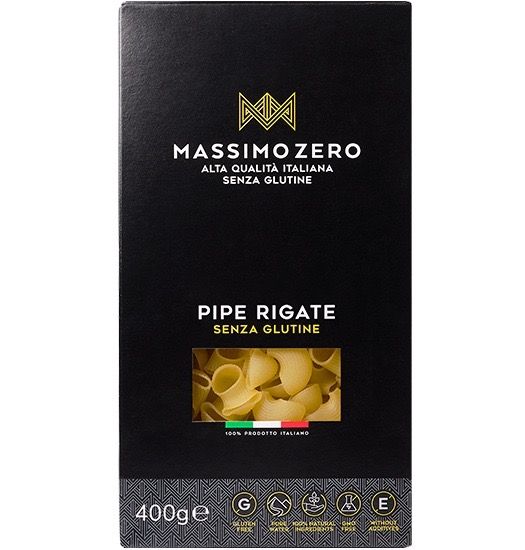 MASSIMO ZERO
ALTA QUALITÀ ITALIANA
SENZA GLUTINE
PIPE RIGATE
SENZA GLUTINE
100% PRODOTTO ITALIANO
400g℮
G
E
GLUTEN FREE
PURE WATER
100% NATURAL INGREDIENTS
GMO FREE
WITHOUT ADDITIVES